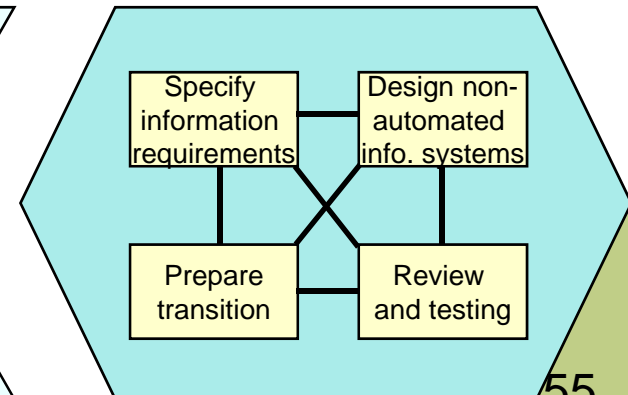 Specify
information
requirements
Design non-
automated
info. systems
Prepare
transition
Review
and testing
55